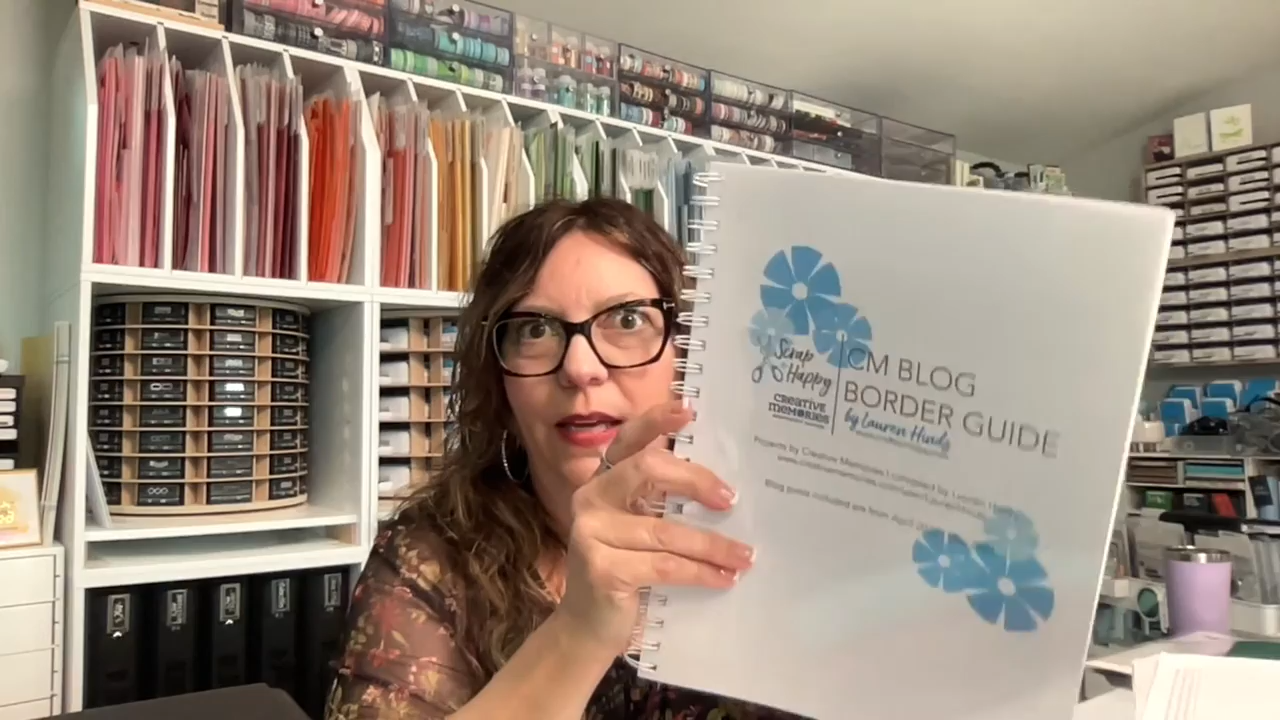 Scrap
Happy
creative
memories
CM BLOG
BORDER GUIDE
by Lauren Hinds
Projects by Creative Memories | compiled by Lauren
Blog posts included are from April